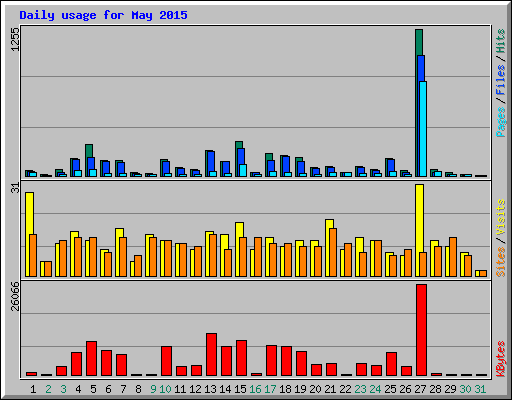 Daily usage for May 2015
1255
Pages / Files / Hits
31
Sites / Visits
26066
KBytes
1 2 3 4 5 6 7 8 9 10 11 12 13 14 15 16 17 18 19 20 21 22 23 24 25 26 27 28 29 30 31